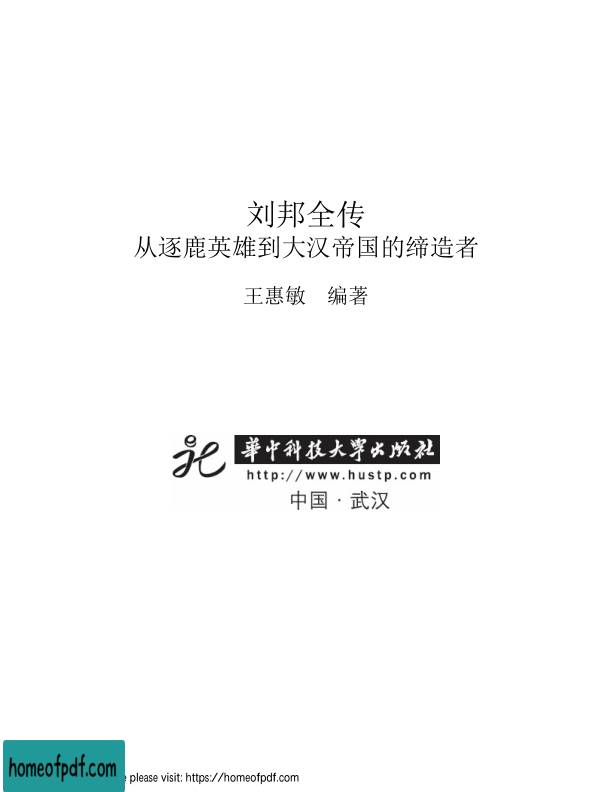 刘邦全传
从逐鹿英雄到大汉帝国的缔造者
王惠敏　编著
華中科技大學出版社
http://www.hustp.com
中国·武汉
homeofpdf.com
e please visit: https://homeofpdf.com